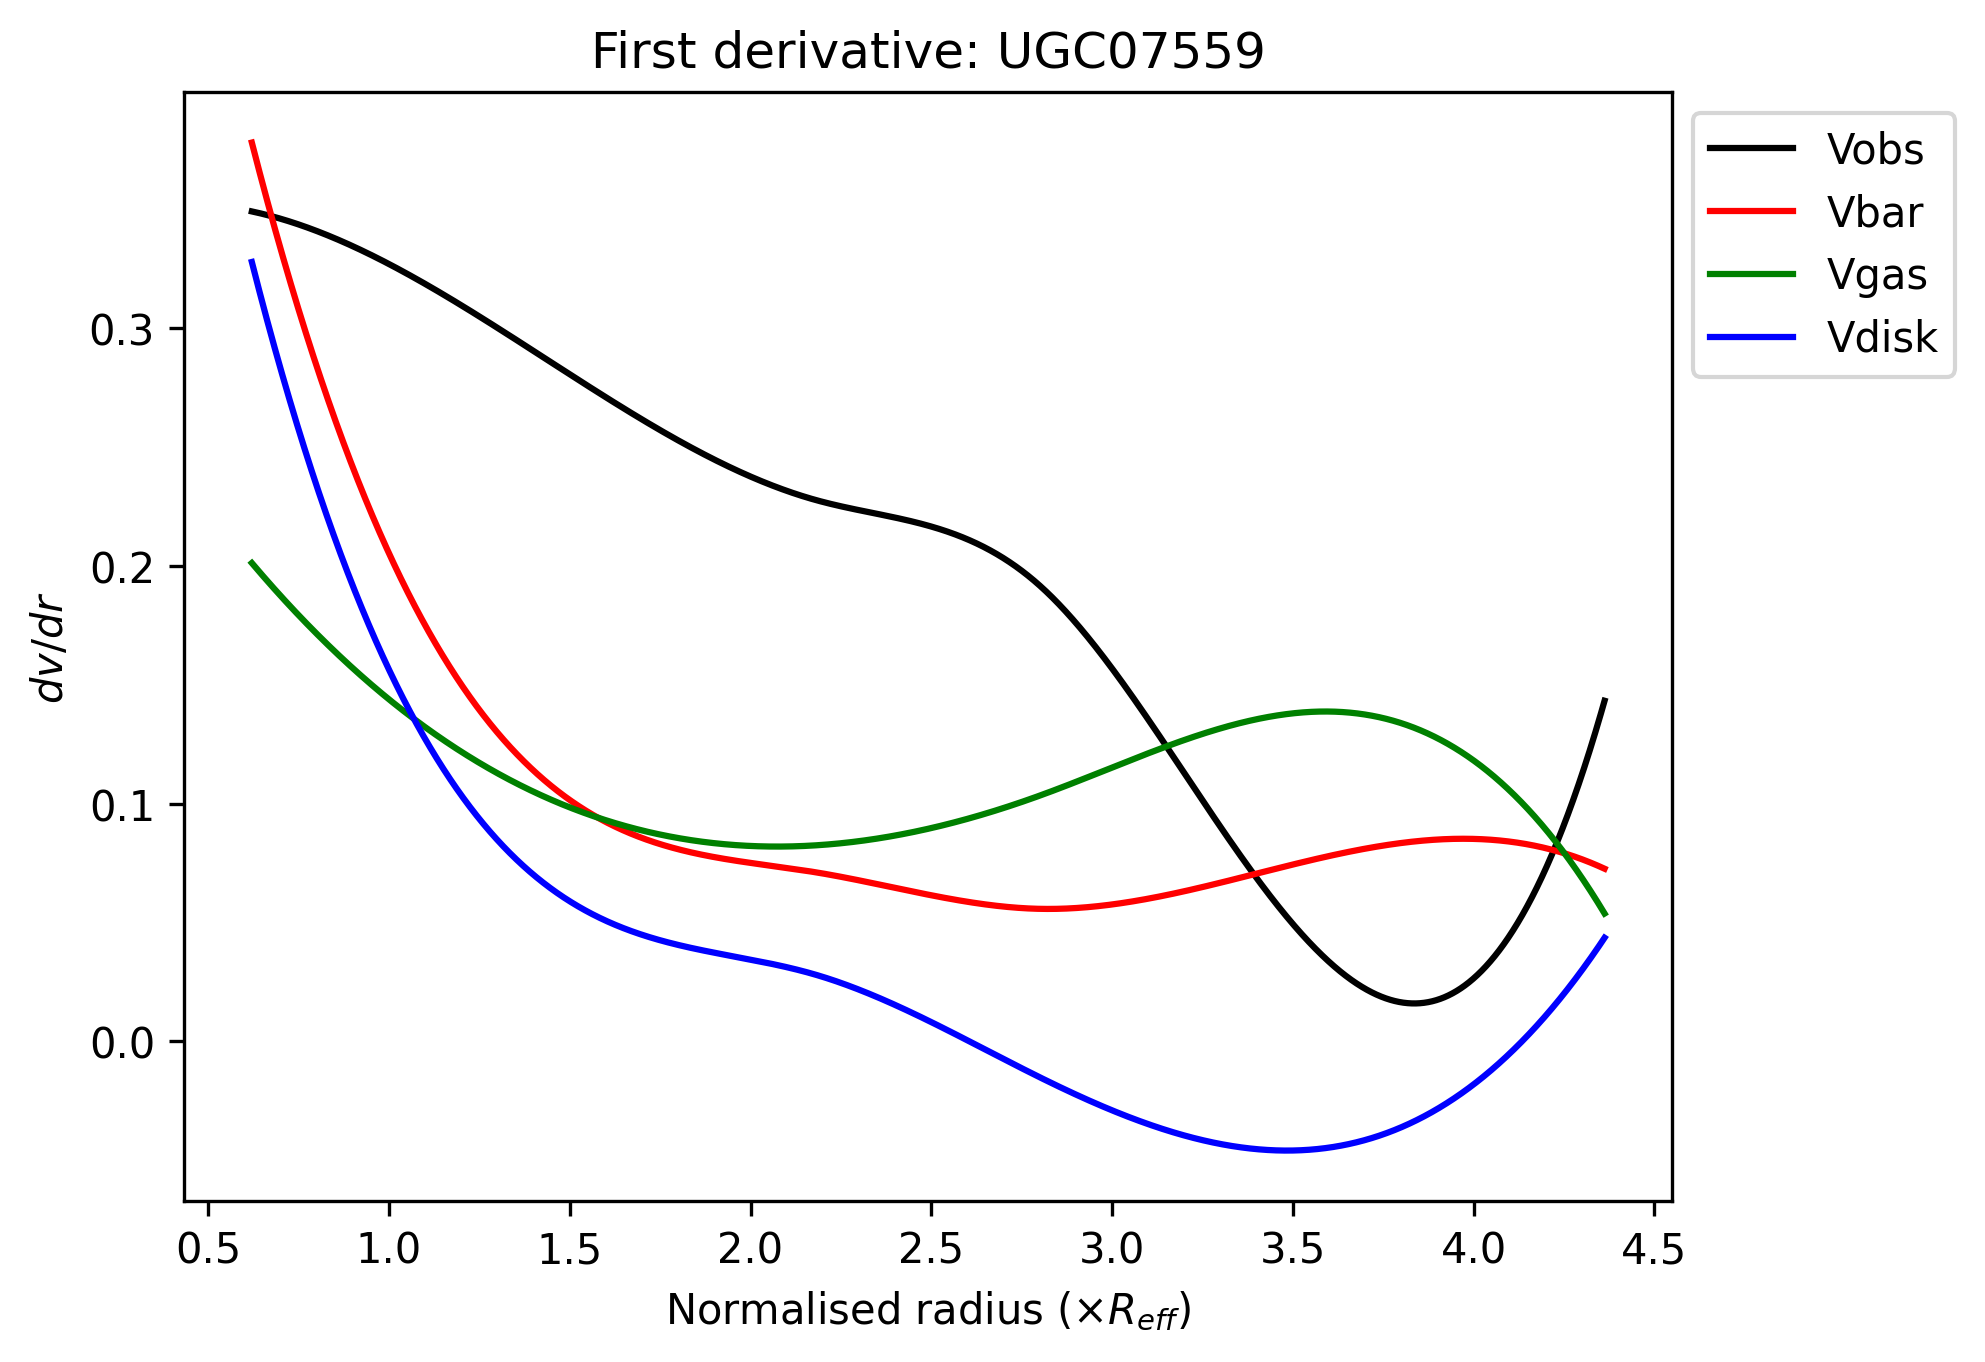 First derivative: UGC07559
Vobs
Vbar
Vgas
Vdisk
dv/dr
0.3
0.2
0.1
0.0
0.5 1.0 1.5 2.0 2.5 3.0 3.5 4.0 4.5
Normalised radius (×R_eff)